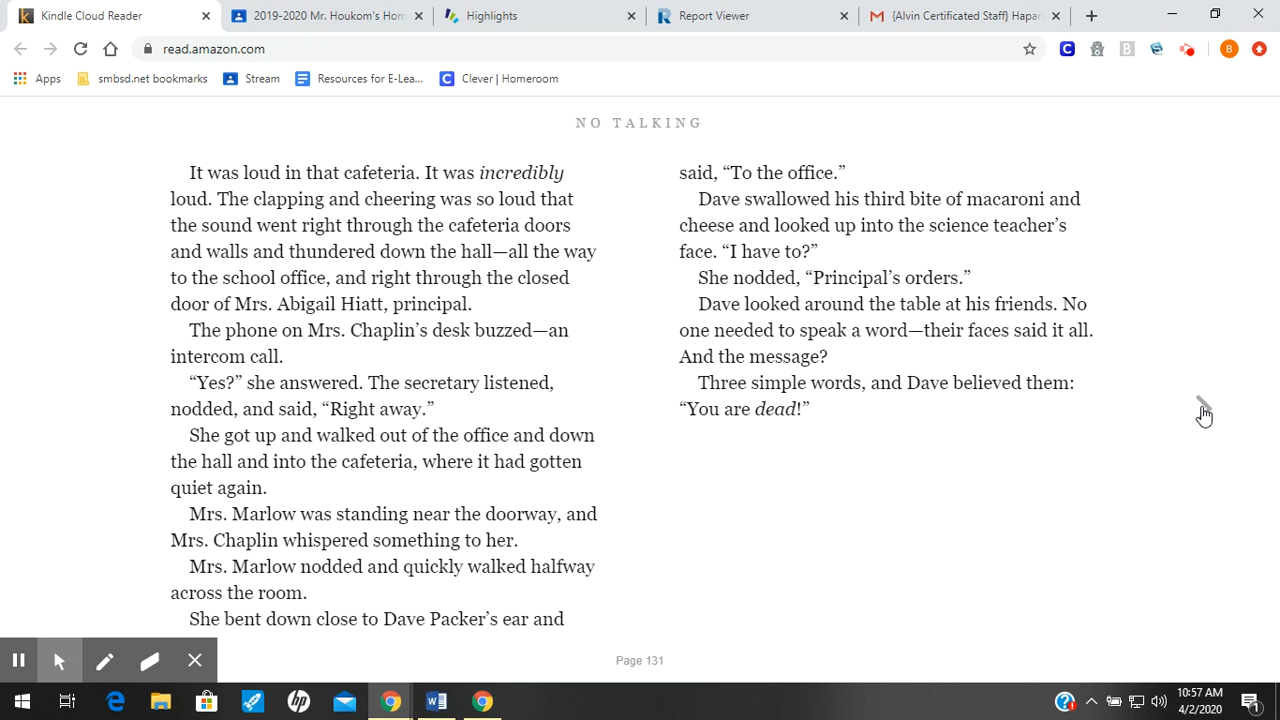 Kindle Cloud Reader
2019-2020 Mr. Houkom's Hom
Highlights
Report Viewer
{Alvin Certificated Staff} Hapar
read.amazon.com
Apps
smbsd.net bookmarks
Stream
Resources for E-Lea...
Clever | Homeroom
NO TALKING
It was loud in that cafeteria. It was incredibly
loud. The clapping and cheering was so loud that
the sound went right through the cafeteria doors
and walls and thundered down the hall—all the way
to the school office, and right through the closed
door of Mrs. Abigail Hiatt, principal.
The phone on Mrs. Chaplin’s desk buzzed—an
intercom call.
“Yes?” she answered. The secretary listened,
nodded, and said, “Right away.”
She got up and walked out of the office and down
the hall and into the cafeteria, where it had gotten
quiet again.
Mrs. Marlow was standing near the doorway, and
Mrs. Chaplin whispered something to her.
Mrs. Marlow nodded and quickly walked halfway
across the room.
She bent down close to Dave Packer’s ear and
said, “To the office.”
Dave swallowed his third bite of macaroni and
cheese and looked up into the science teacher’s
face. “I have to?”
She nodded, “Principal’s orders.”
Dave looked around the table at his friends. No
one needed to speak a word—their faces said it all.
And the message?
Three simple words, and Dave believed them:
“You are dead!”
Page 131
10:57 AM
4/2/2020